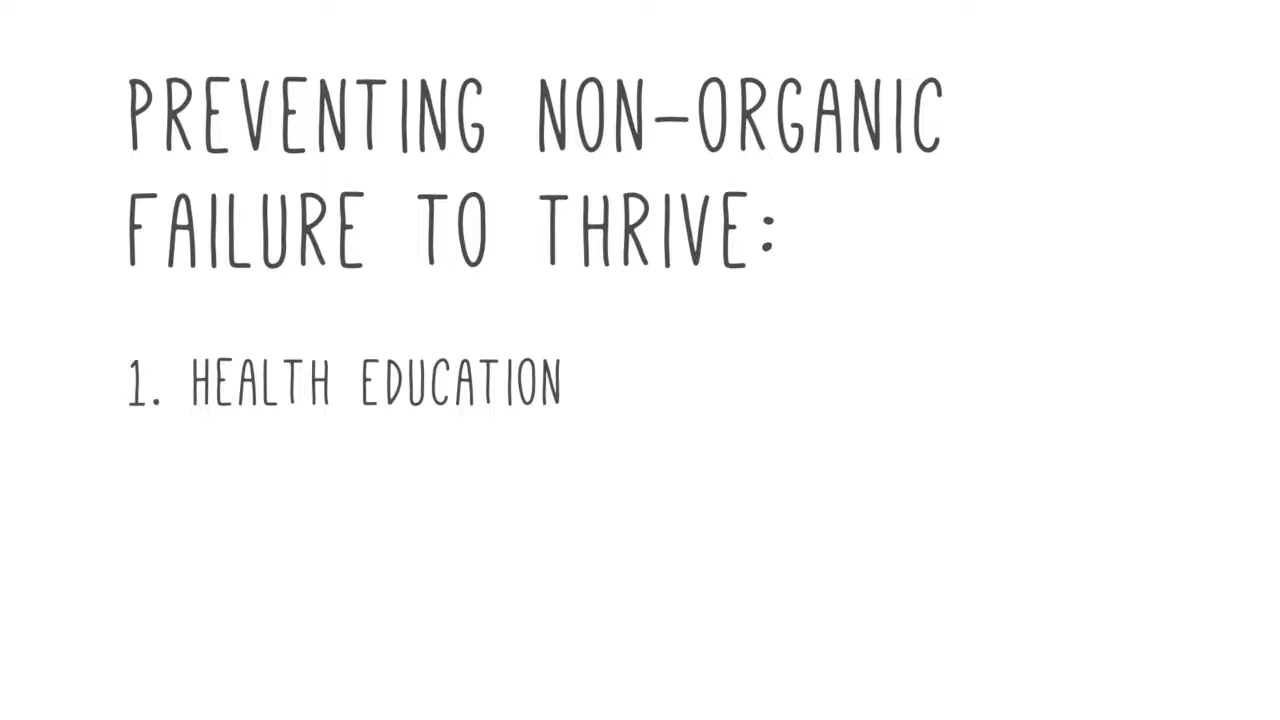 PREVENTING NON-ORGANIC
FAILURE TO THRIVE:
1. HEALTH EDUCATION